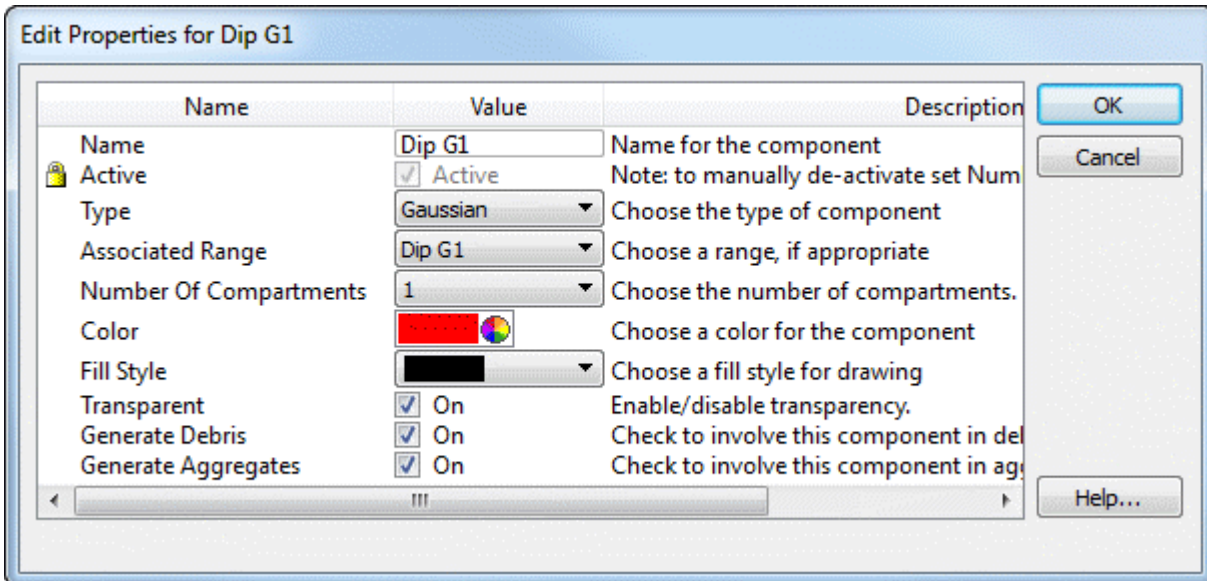 Edit Properties for Dip G1
Name Value Description
Name Dip G1 Name for the component
Active Active Note: to manually de-activate set Num
Type Gaussian Choose the type of component
Associated Range Dip G1 Choose a range, if appropriate
Number Of Compartments 1 Choose the number of compartments.
Color Choose a color for the component
Fill Style Choose a fill style for drawing
Transparent On Enable/disable transparency.
Generate Debris On Check to involve this component in del
Generate Aggregates On Check to involve this component in ag
OK
Cancel
Help...